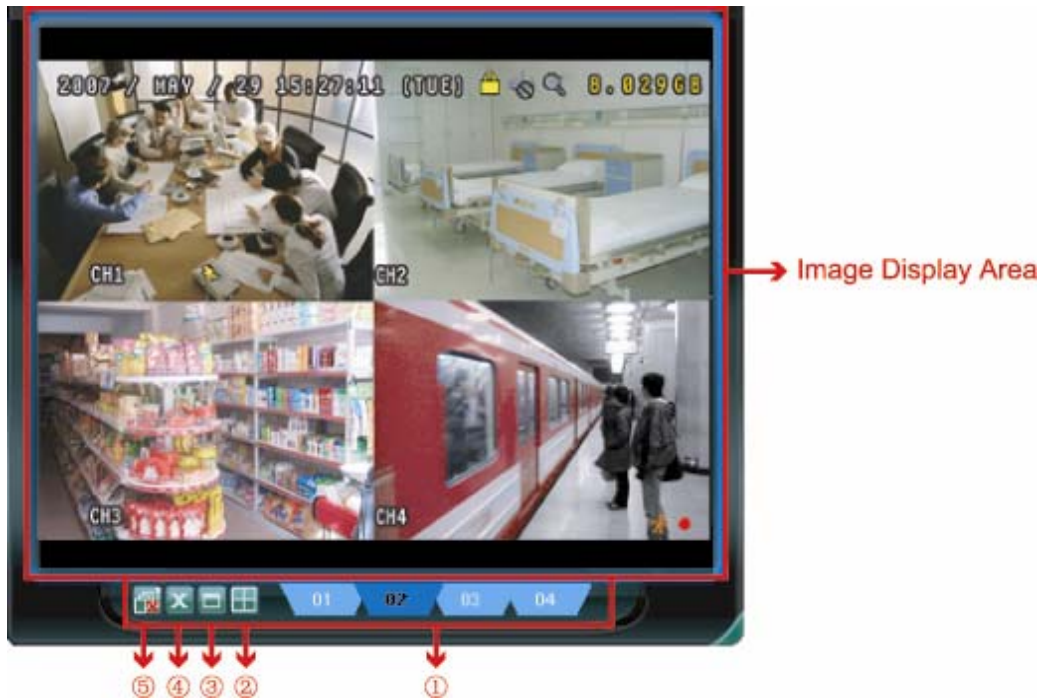 2007 / MAY / 29 15:27:11 (TUE) 8.029GB
CH1
CH2
Image Display Area
CH3
CH4
01 02 03 04
⑤ ④ ③ ② ①